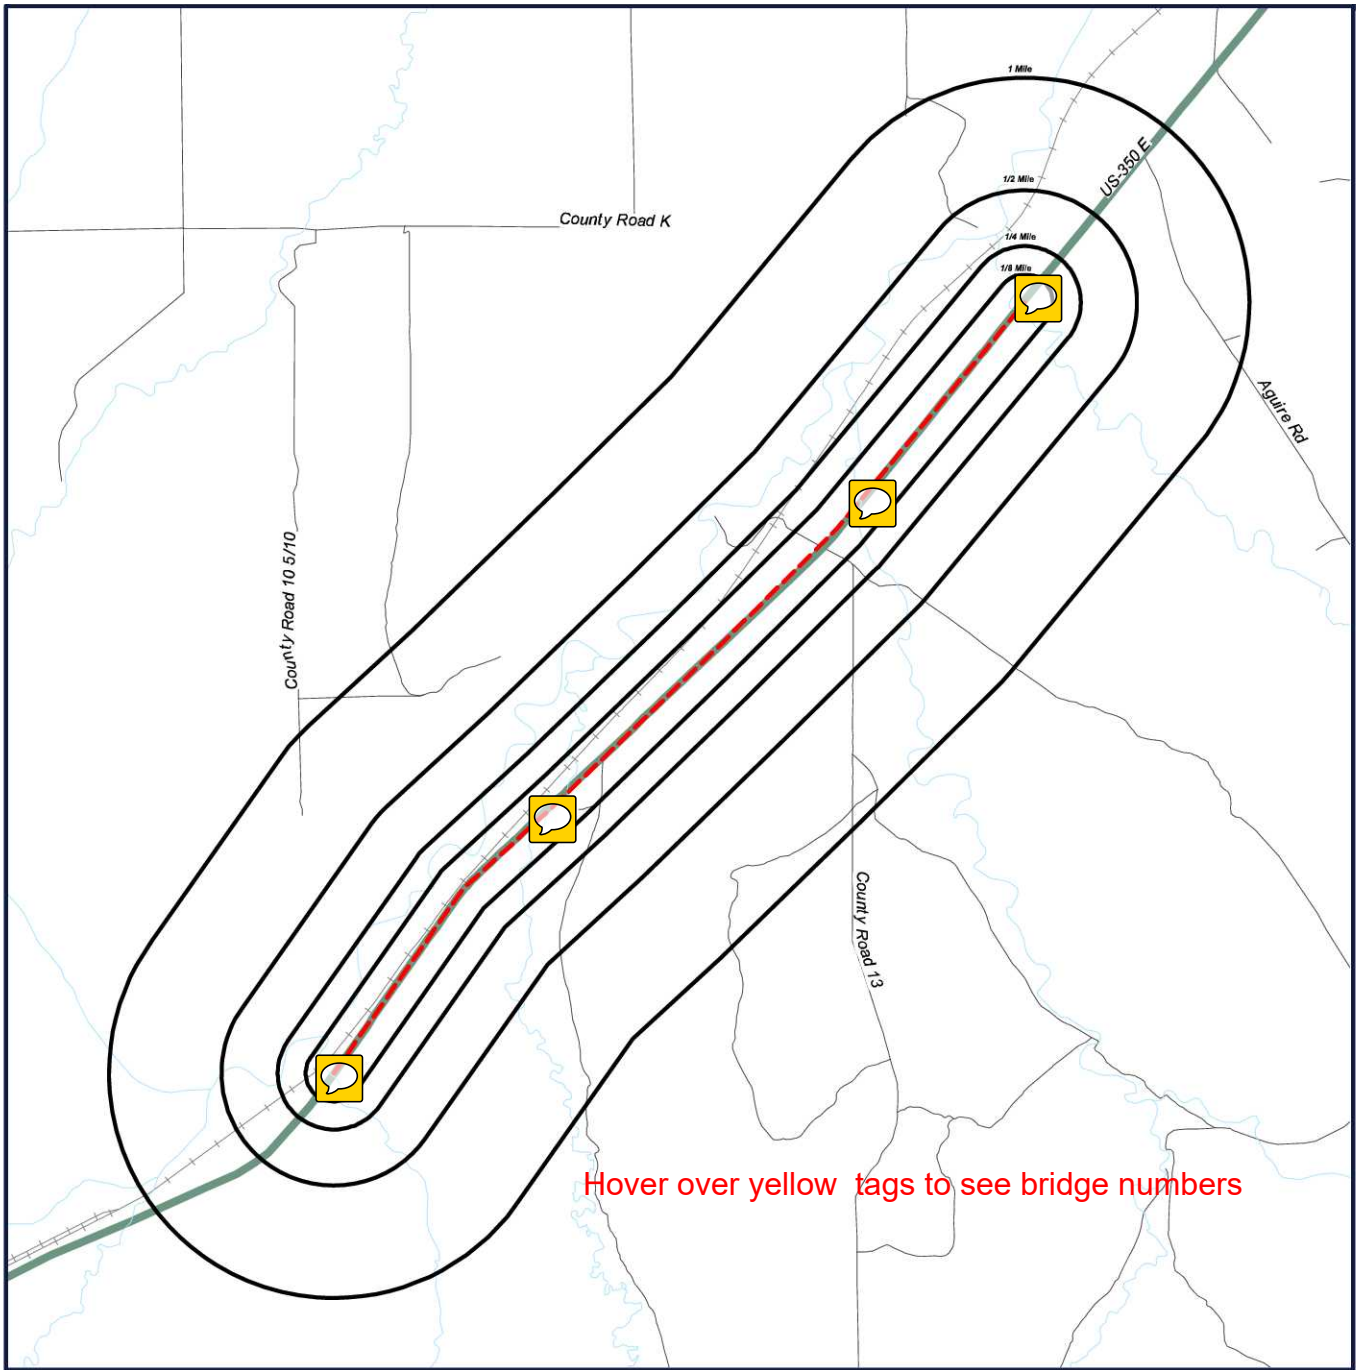 1 Mile
US-350 E
1/2 Mile
County Road K
1/4 Mile
1/8 Mile
Aguire Rd
County Road 10 5/10
County Road 13
Hover over yellow  tags to see bridge numbers